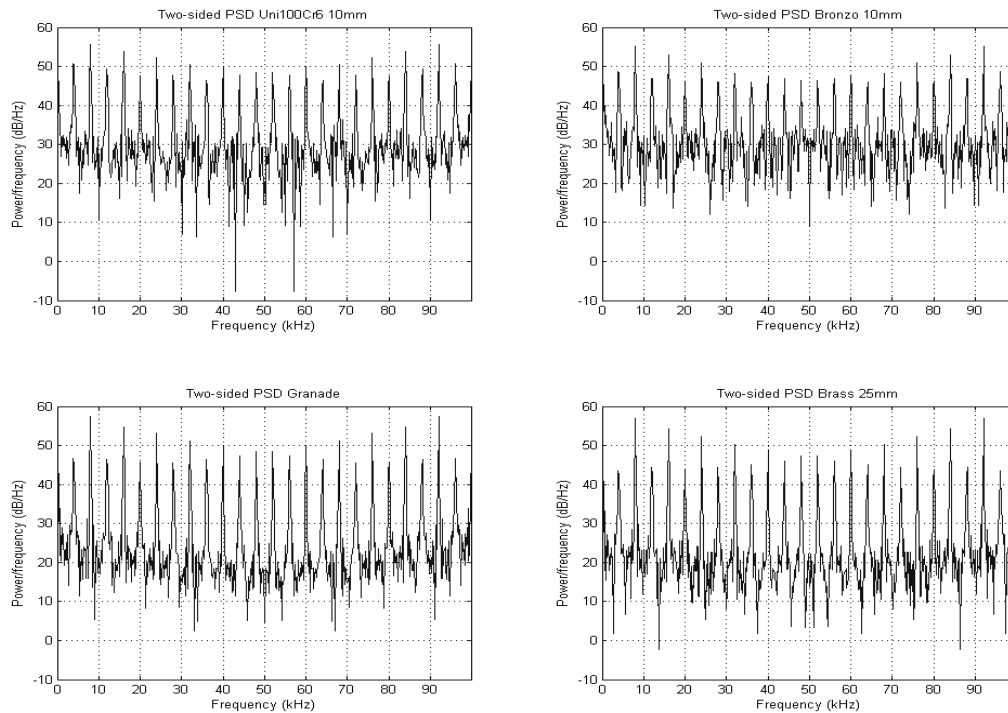 Two-sided PSD Uni100Cr6 10mm
Power/frequency (dB/Hz)
60
50
40
30
20
10
0
-10
0 10 20 30 40 50 60 70 80 90
Frequency (kHz)
Two-sided PSD Bronzo 10mm
Power/frequency (dB/Hz)
60
50
40
30
20
10
0
-10
0 10 20 30 40 50 60 70 80 90
Frequency (kHz)
Two-sided PSD Granade
Power/frequency (dB/Hz)
60
50
40
30
20
10
0
-10
0 10 20 30 40 50 60 70 80 90
Frequency (kHz)
Two-sided PSD Brass 25mm
Power/frequency (dB/Hz)
60
50
40
30
20
10
0
-10
0 10 20 30 40 50 60 70 80 90
Frequency (kHz)